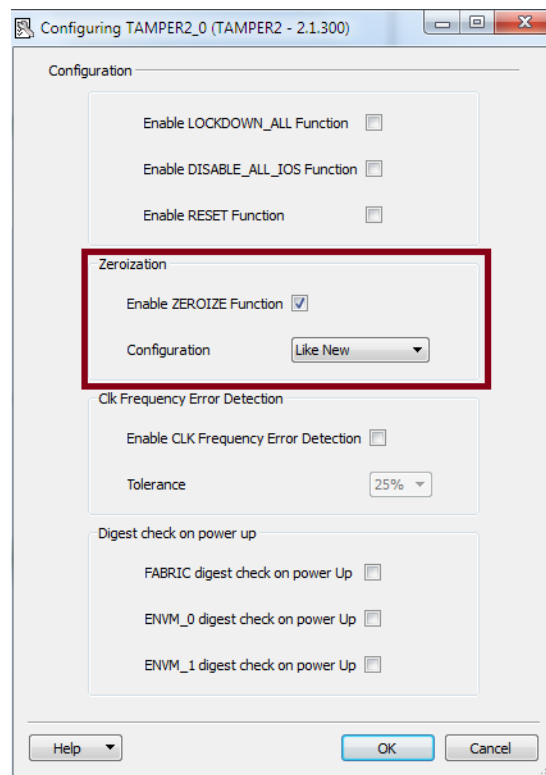 Configuring TAMPER2_0 (TAMPER2 - 2.1.300)
Configuration
Enable LOCKDOWN_ALL Function
Enable DISABLE_ALL_IOS Function
Enable RESET Function
Zeroization
Enable ZEROIZE Function
Configuration Like New
Clk Frequency Error Detection
Enable CLK Frequency Error Detection
Tolerance 25%
Digest check on power up
FABRIC digest check on power Up
ENVM_0 digest check on power Up
ENVM_1 digest check on power Up
Help OK Cancel